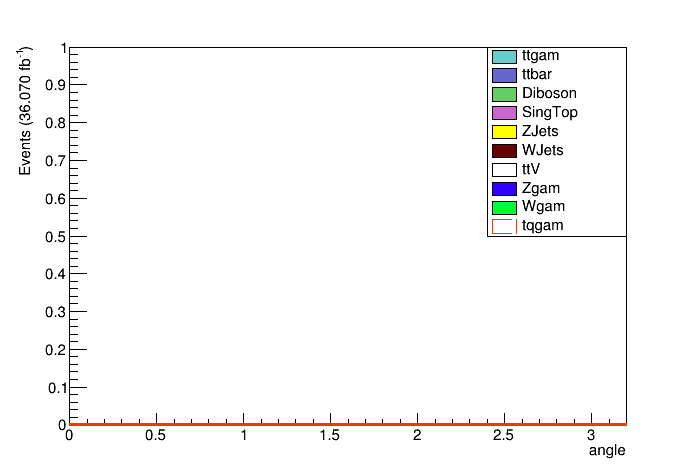 Events (36.070 fb-1)
1
0.9
0.8
0.7
0.6
0.5
0.4
0.3
0.2
0.1
0
ttgam
ttbar
Diboson
SingTop
ZJets
WJets
ttV
Zgam
Wgam
tqgam
0 0.5 1 1.5 2 2.5 3
angle